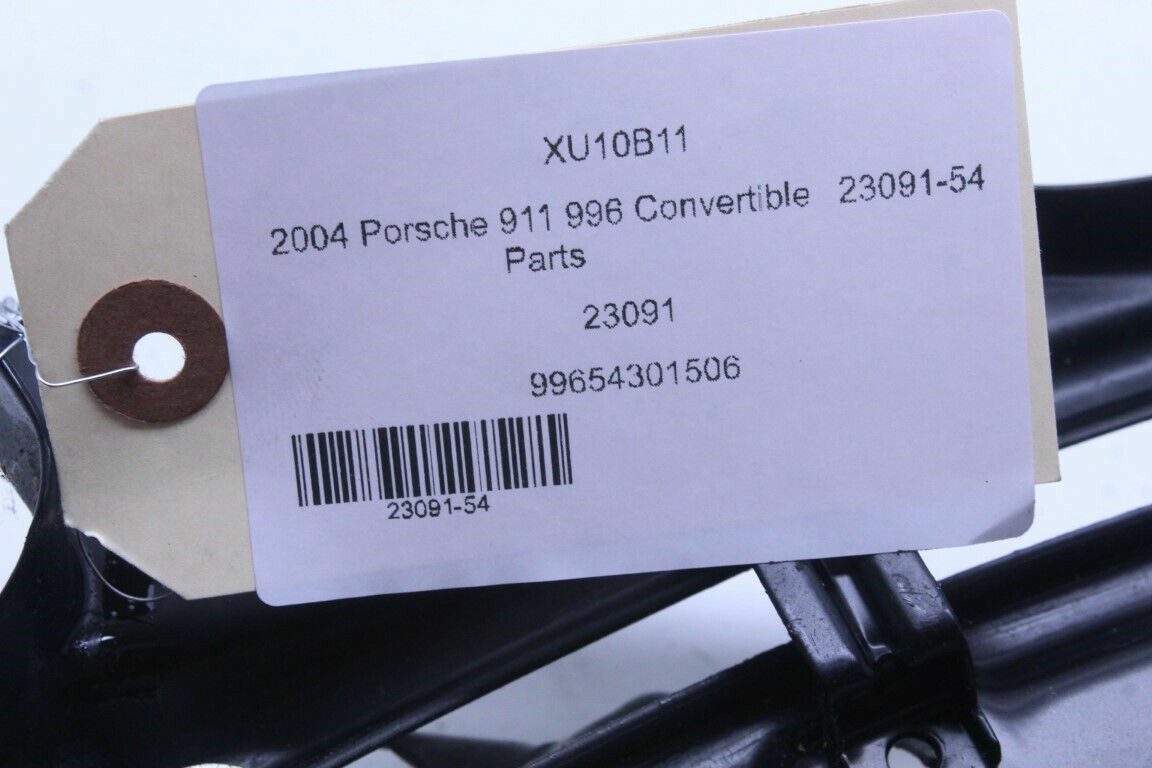 XU10B11
2004 Porsche 911 996 Convertible 23091-54
Parts
23091
99654301506
23091-54